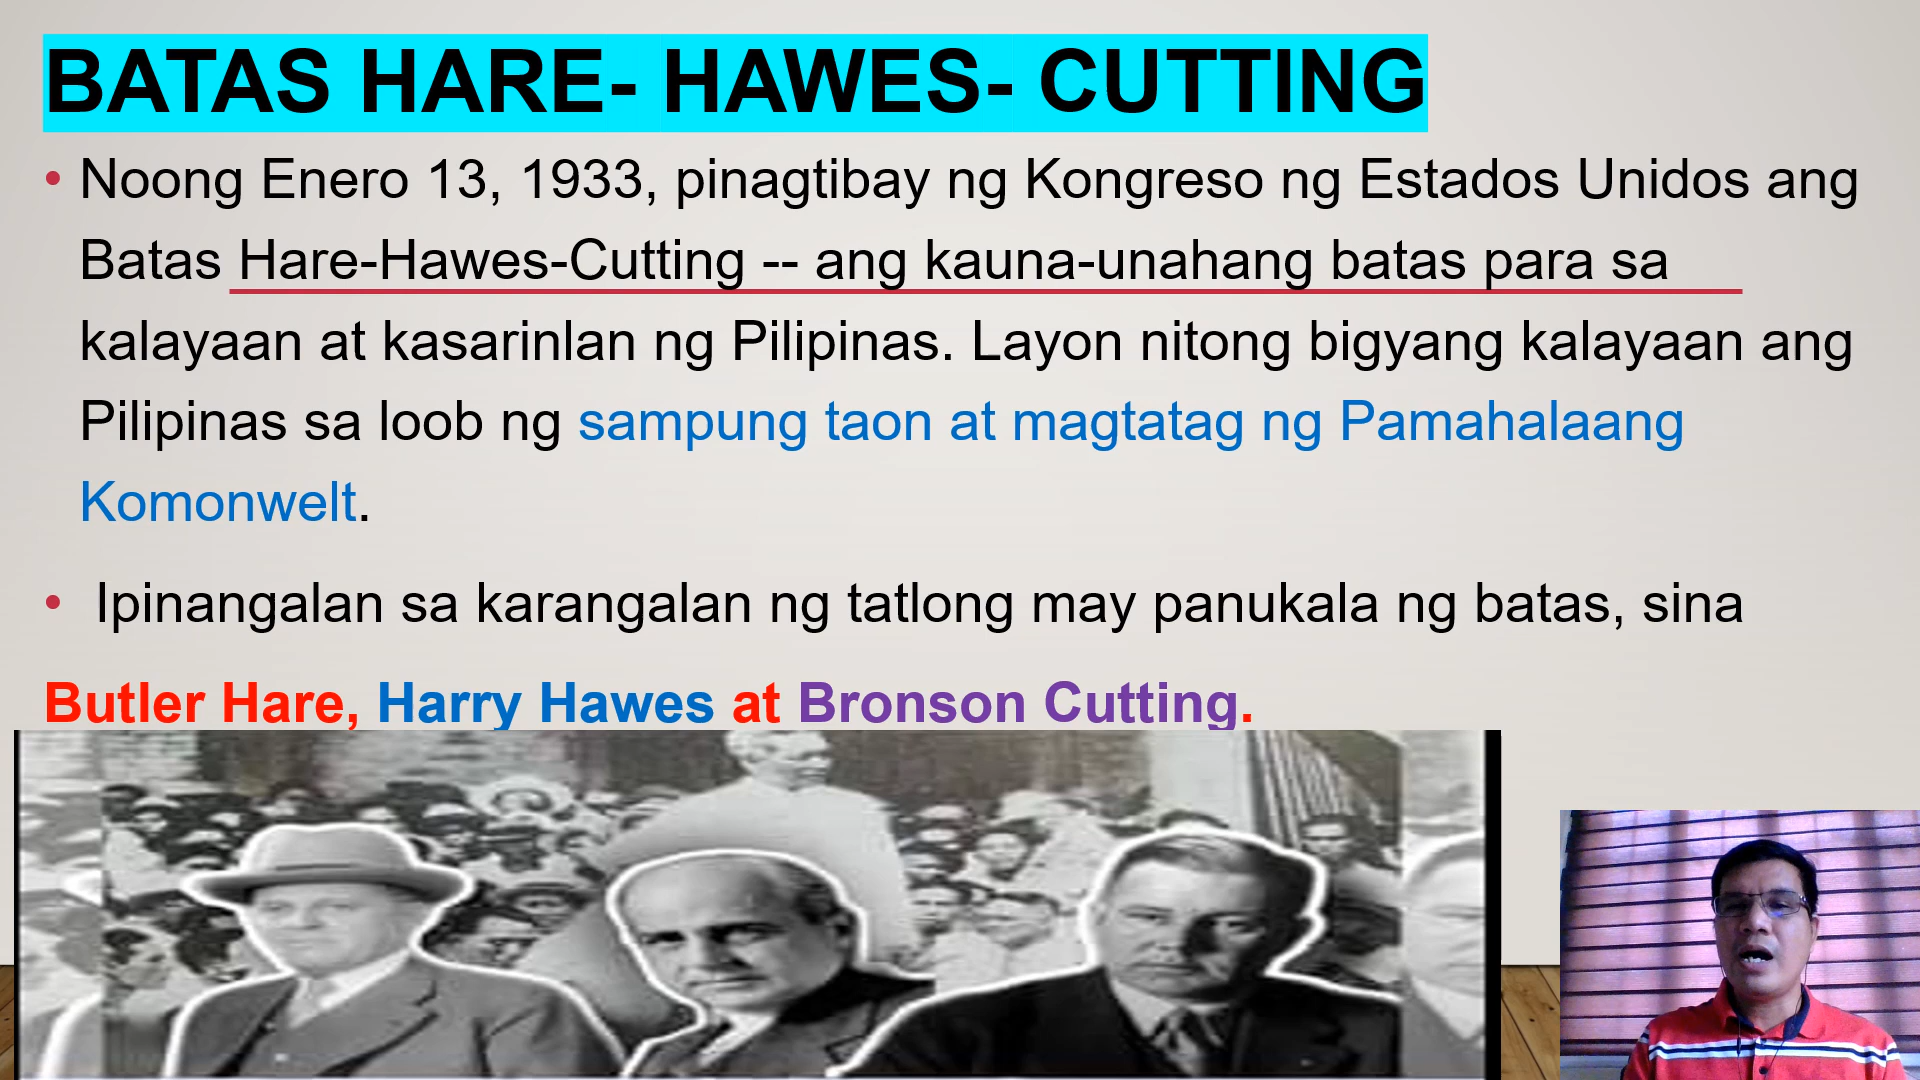 BATAS HARE- HAWES- CUTTING
• Noong Enero 13, 1933, pinagtibay ng Kongreso ng Estados Unidos ang
Batas Hare-Hawes-Cutting -- ang kauna-unahang batas para sa
kalayaan at kasarinlan ng Pilipinas. Layon nitong bigyang kalayaan ang
Pilipinas sa loob ng sampung taon at magtatag ng Pamahalaang
Komonwelt.
• Ipinangalan sa karangalan ng tatlong may panukala ng batas, sina
Butler Hare, Harry Hawes at Bronson Cutting.